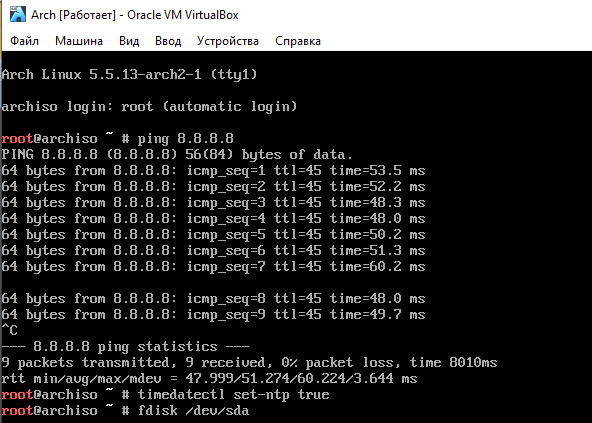 Arch [Работает] - Oracle VM VirtualBox
Файл Машина Вид Ввод Устройства Справка
Arch Linux 5.5.13-arch2-1 (tty1)
archiso login: root (automatic login)
root@archiso ~ # ping 8.8.8.8
PING 8.8.8.8 (8.8.8.8) 56(84) bytes of data.
64 bytes from 8.8.8.8: icmp_seq=1 ttl=45 time=53.5 ms
64 bytes from 8.8.8.8: icmp_seq=2 ttl=45 time=52.2 ms
64 bytes from 8.8.8.8: icmp_seq=3 ttl=45 time=48.3 ms
64 bytes from 8.8.8.8: icmp_seq=4 ttl=45 time=48.0 ms
64 bytes from 8.8.8.8: icmp_seq=5 ttl=45 time=50.2 ms
64 bytes from 8.8.8.8: icmp_seq=6 ttl=45 time=51.3 ms
64 bytes from 8.8.8.8: icmp_seq=7 ttl=45 time=60.2 ms
64 bytes from 8.8.8.8: icmp_seq=8 ttl=45 time=48.0 ms
64 bytes from 8.8.8.8: icmp_seq=9 ttl=45 time=49.7 ms
^C
--- 8.8.8.8 ping statistics ---
9 packets transmitted, 9 received, 0% packet loss, time 8010ms
rtt min/avg/max/mdev = 47.999/51.274/60.224/3.644 ms
root@archiso ~ # timedatectl set-ntp true
root@archiso ~ # fdisk /dev/sda